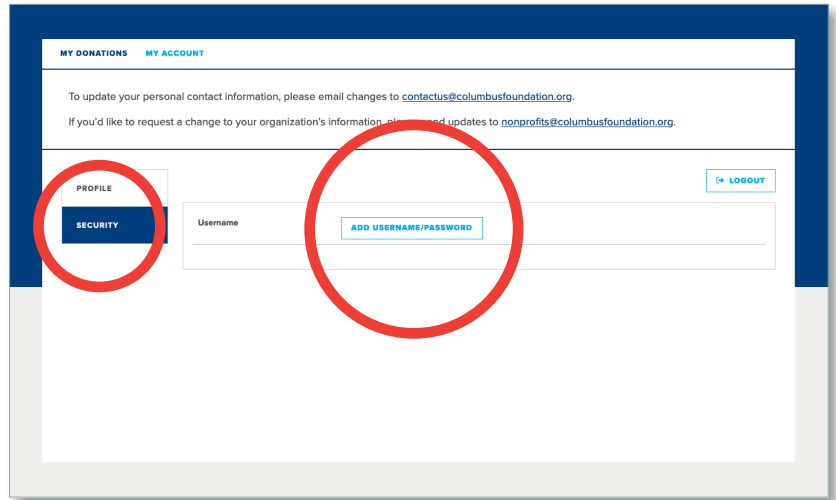 MY DONATIONS MY ACCOUNT
To update your personal contact information, please email changes to contactus@columbusfoundation.org.
If you'd like to request a change to your organization's information, updates to nonprofits@columbusfoundation.org.
PROFILE
LOGOUT
SECURITY
Username
ADD USERNAME/PASSWORD